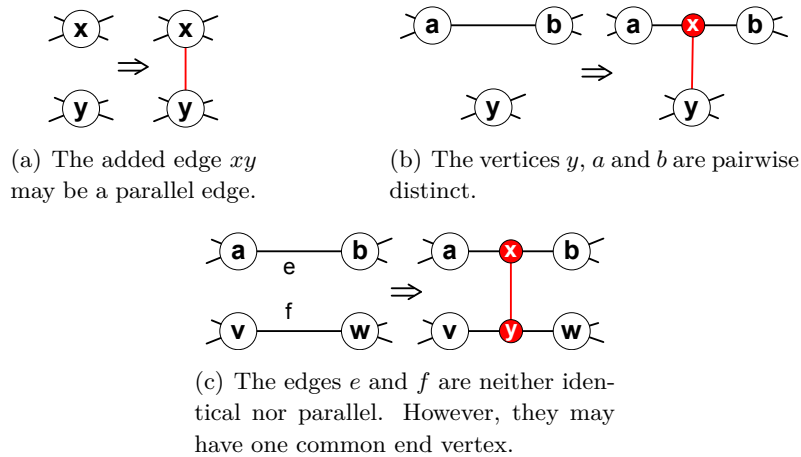 x
x
y
y
(a) The added edge xy
may be a parallel edge.
a
b
a
x
b
y
y
(b) The vertices y, a and b are pairwise
distinct.
a
b
a
x
b
e
f
v
w
v
y
w
(c) The edges e and f are neither iden-
tical nor parallel. However, they may
have one common end vertex.